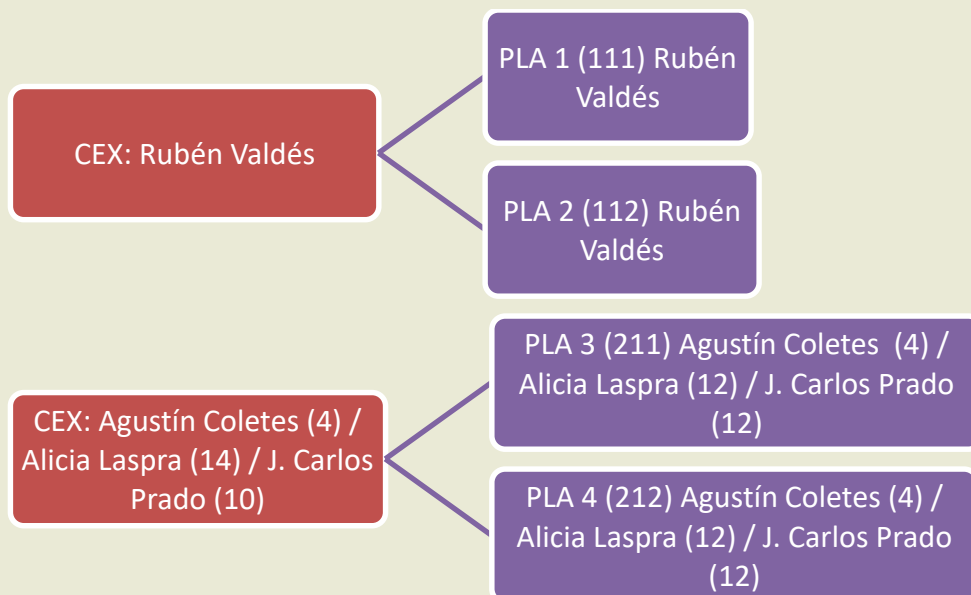 CEX: Rubén Valdés
PLA 1 (111) Rubén
Valdés
PLA 2 (112) Rubén
Valdés
CEX: Agustín Coletes (4) /
Alicia Laspra (14) / J. Carlos
Prado (10)
PLA 3 (211) Agustín Coletes  (4) /
Alicia Laspra (12) / J. Carlos Prado
(12)
PLA 4 (212) Agustín Coletes (4) /
Alicia Laspra (12) / J. Carlos Prado
(12)